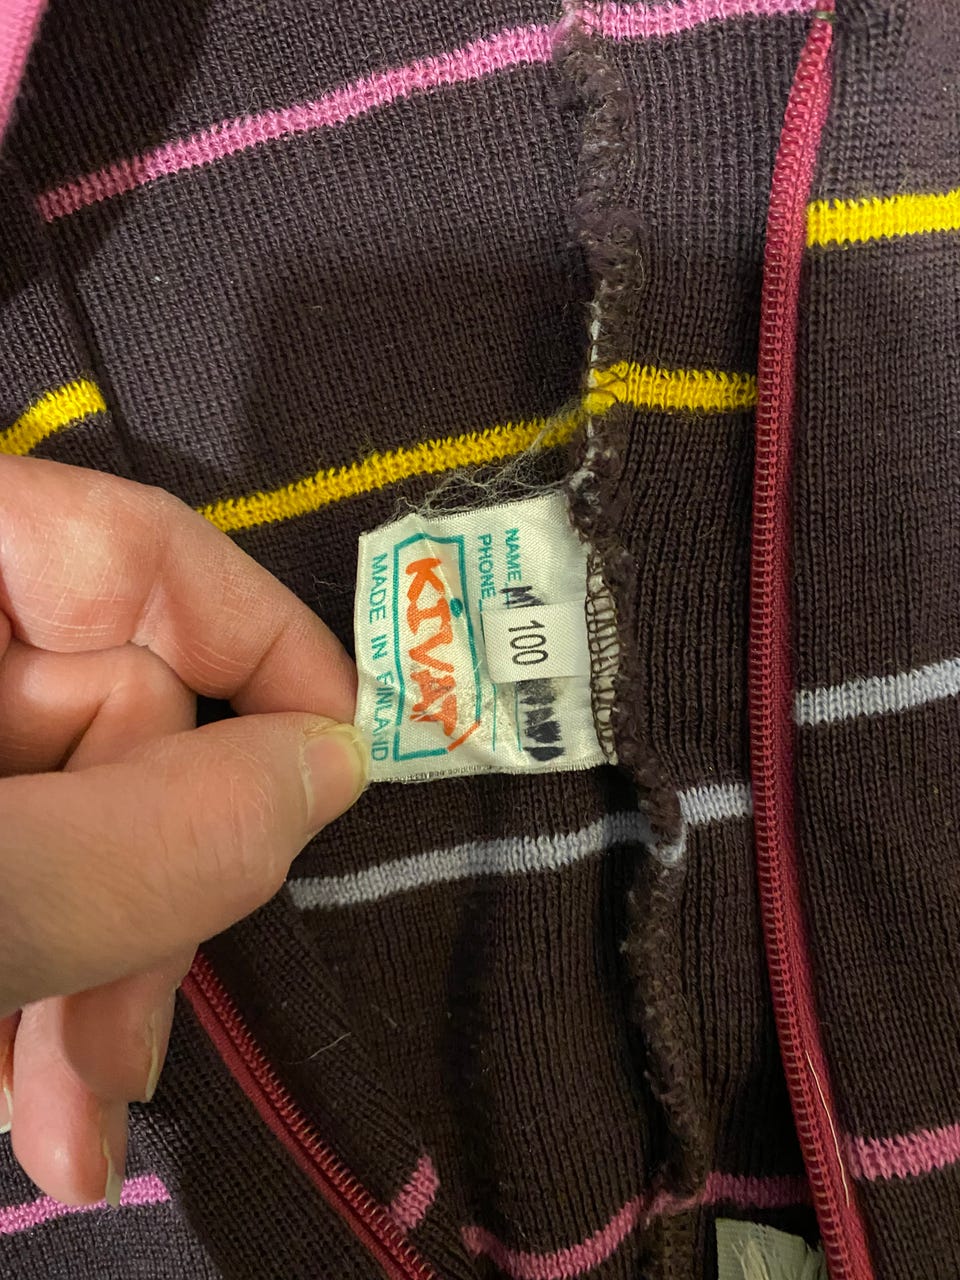 NAME
PHONE
100
KIVAT
MADE IN FINLAND